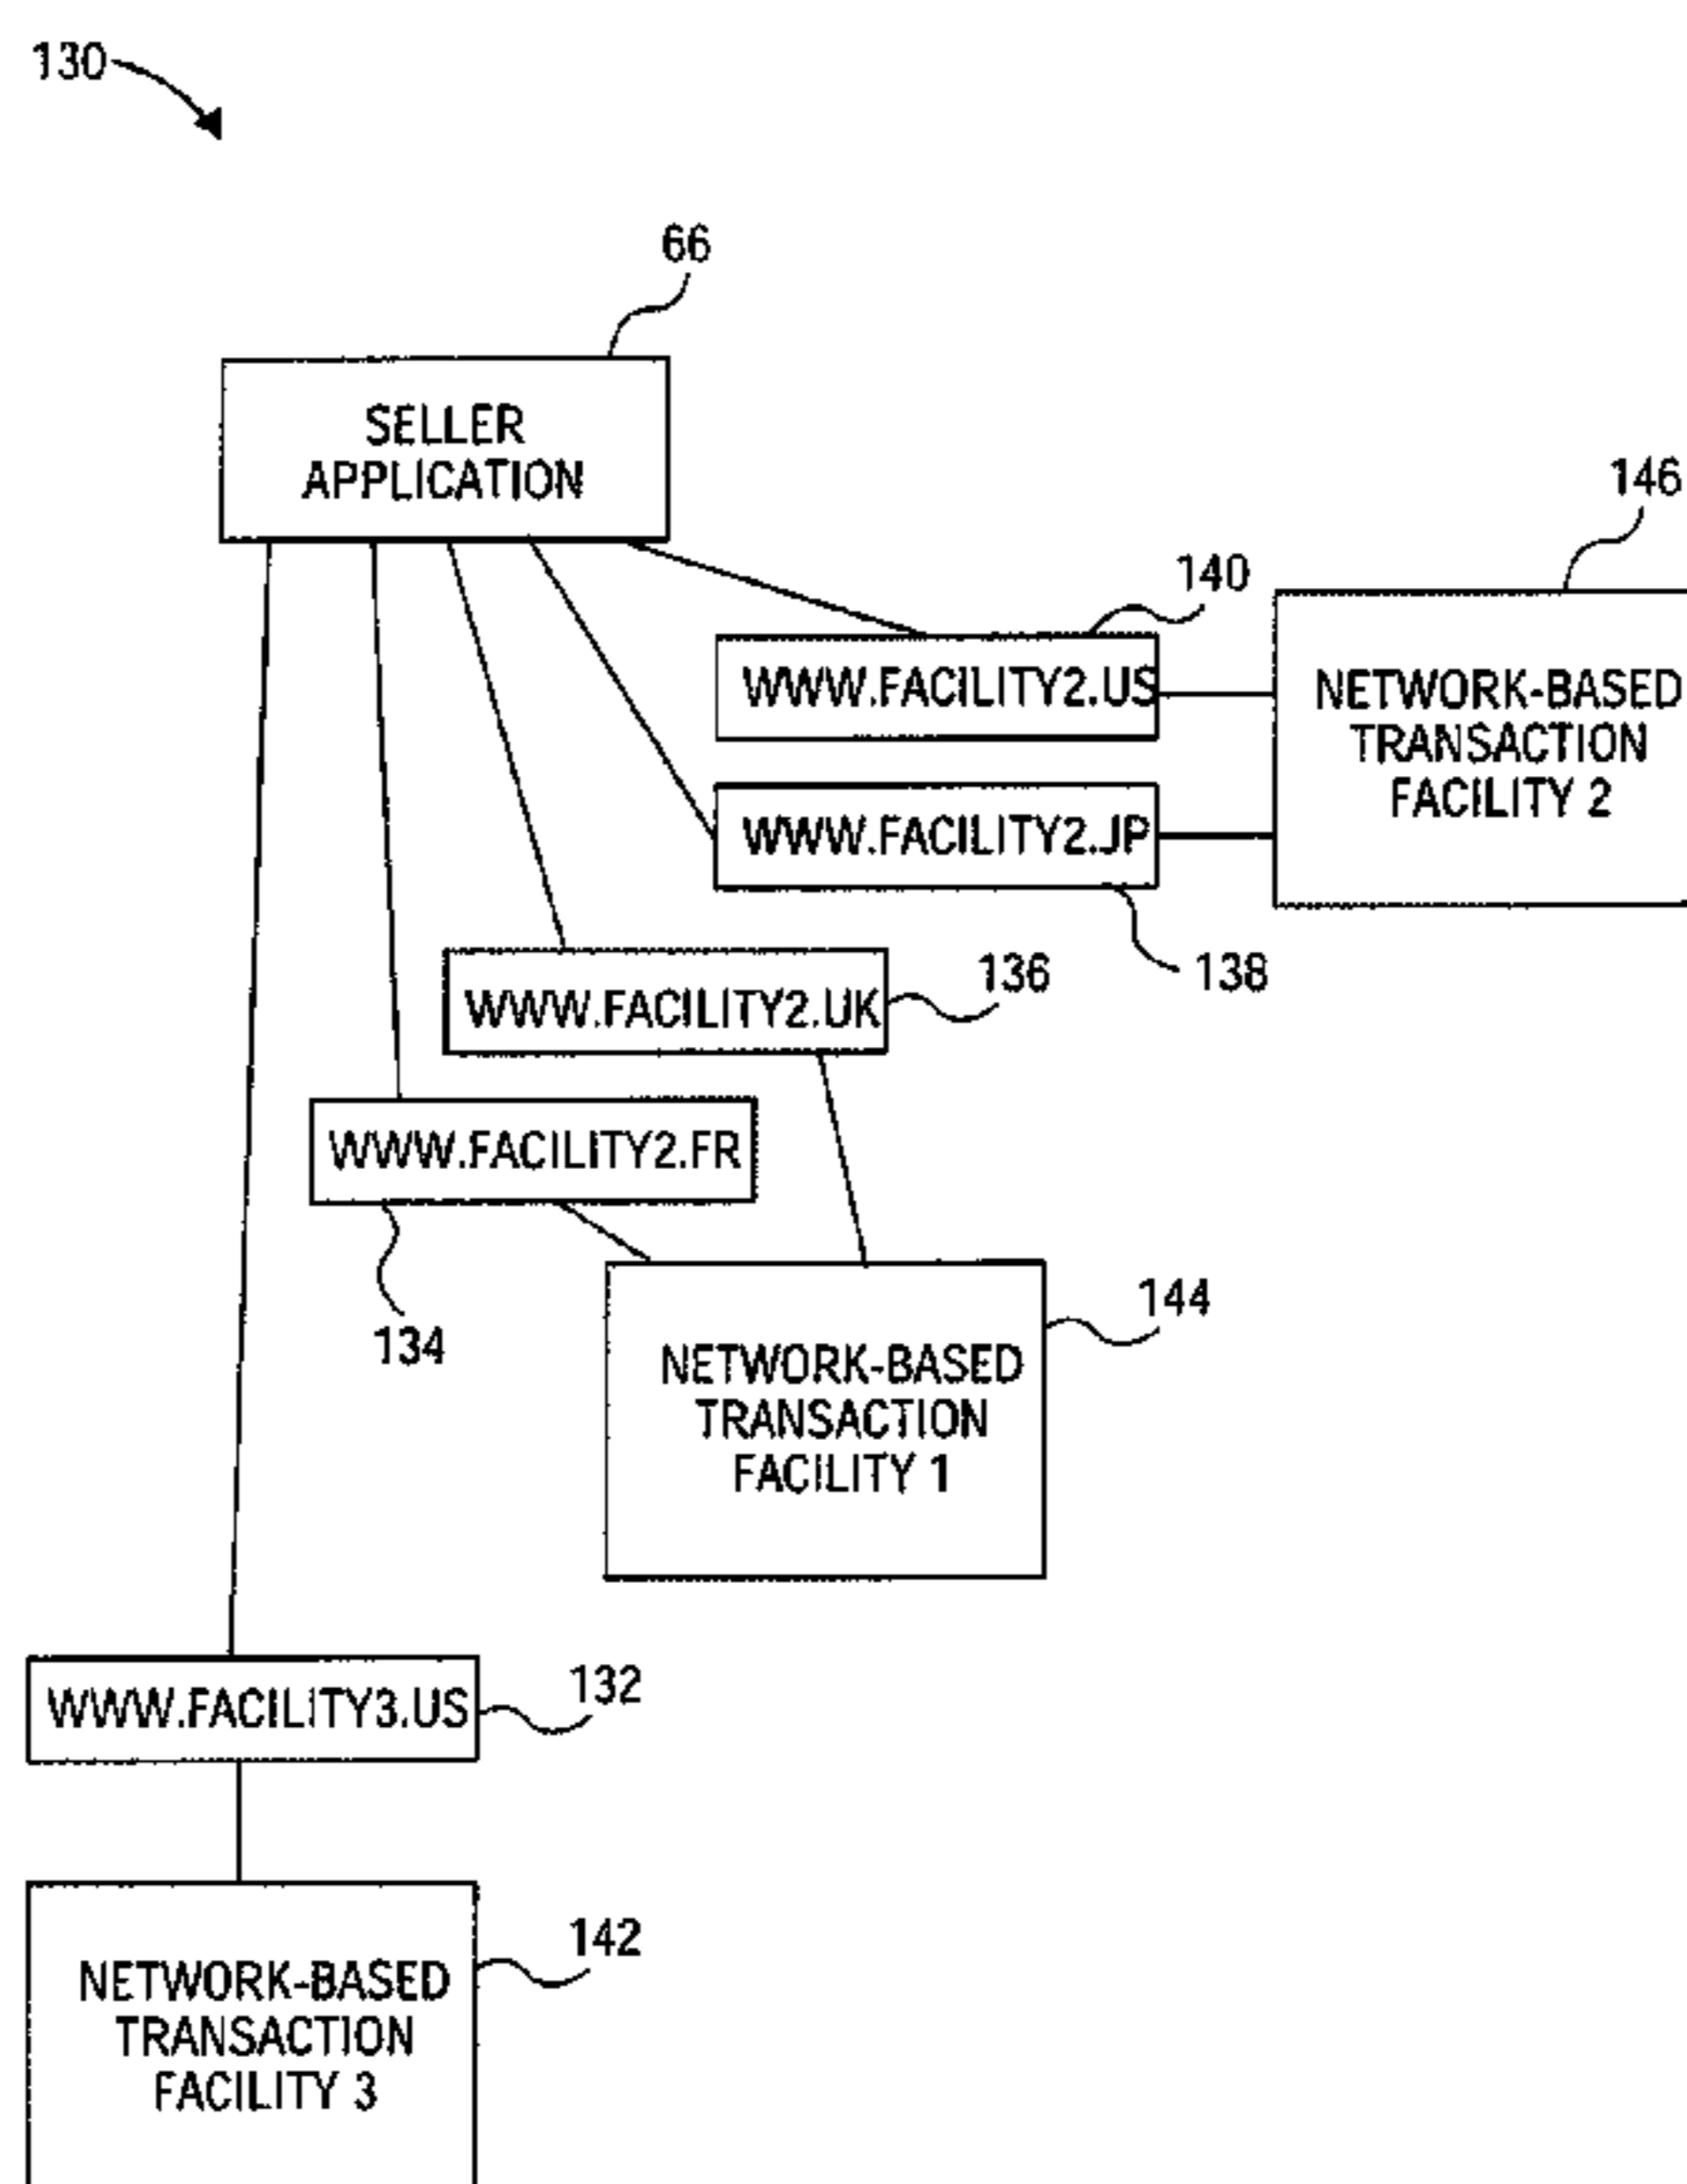 130
66
SELLER
APPLICATION
146
140
WWW.FACILITY2.US
NETWORK-BASED
TRANSACTION
FACILITY 2
WWW.FACILITY2.JP
138
136
WWW.FACILITY2.UK
WWW.FACILITY2.FR
134
144
NETWORK-BASED
TRANSACTION
FACILITY 1
WWW.FACILITY3.US
132
142
NETWORK-BASED
TRANSACTION
FACILITY 3